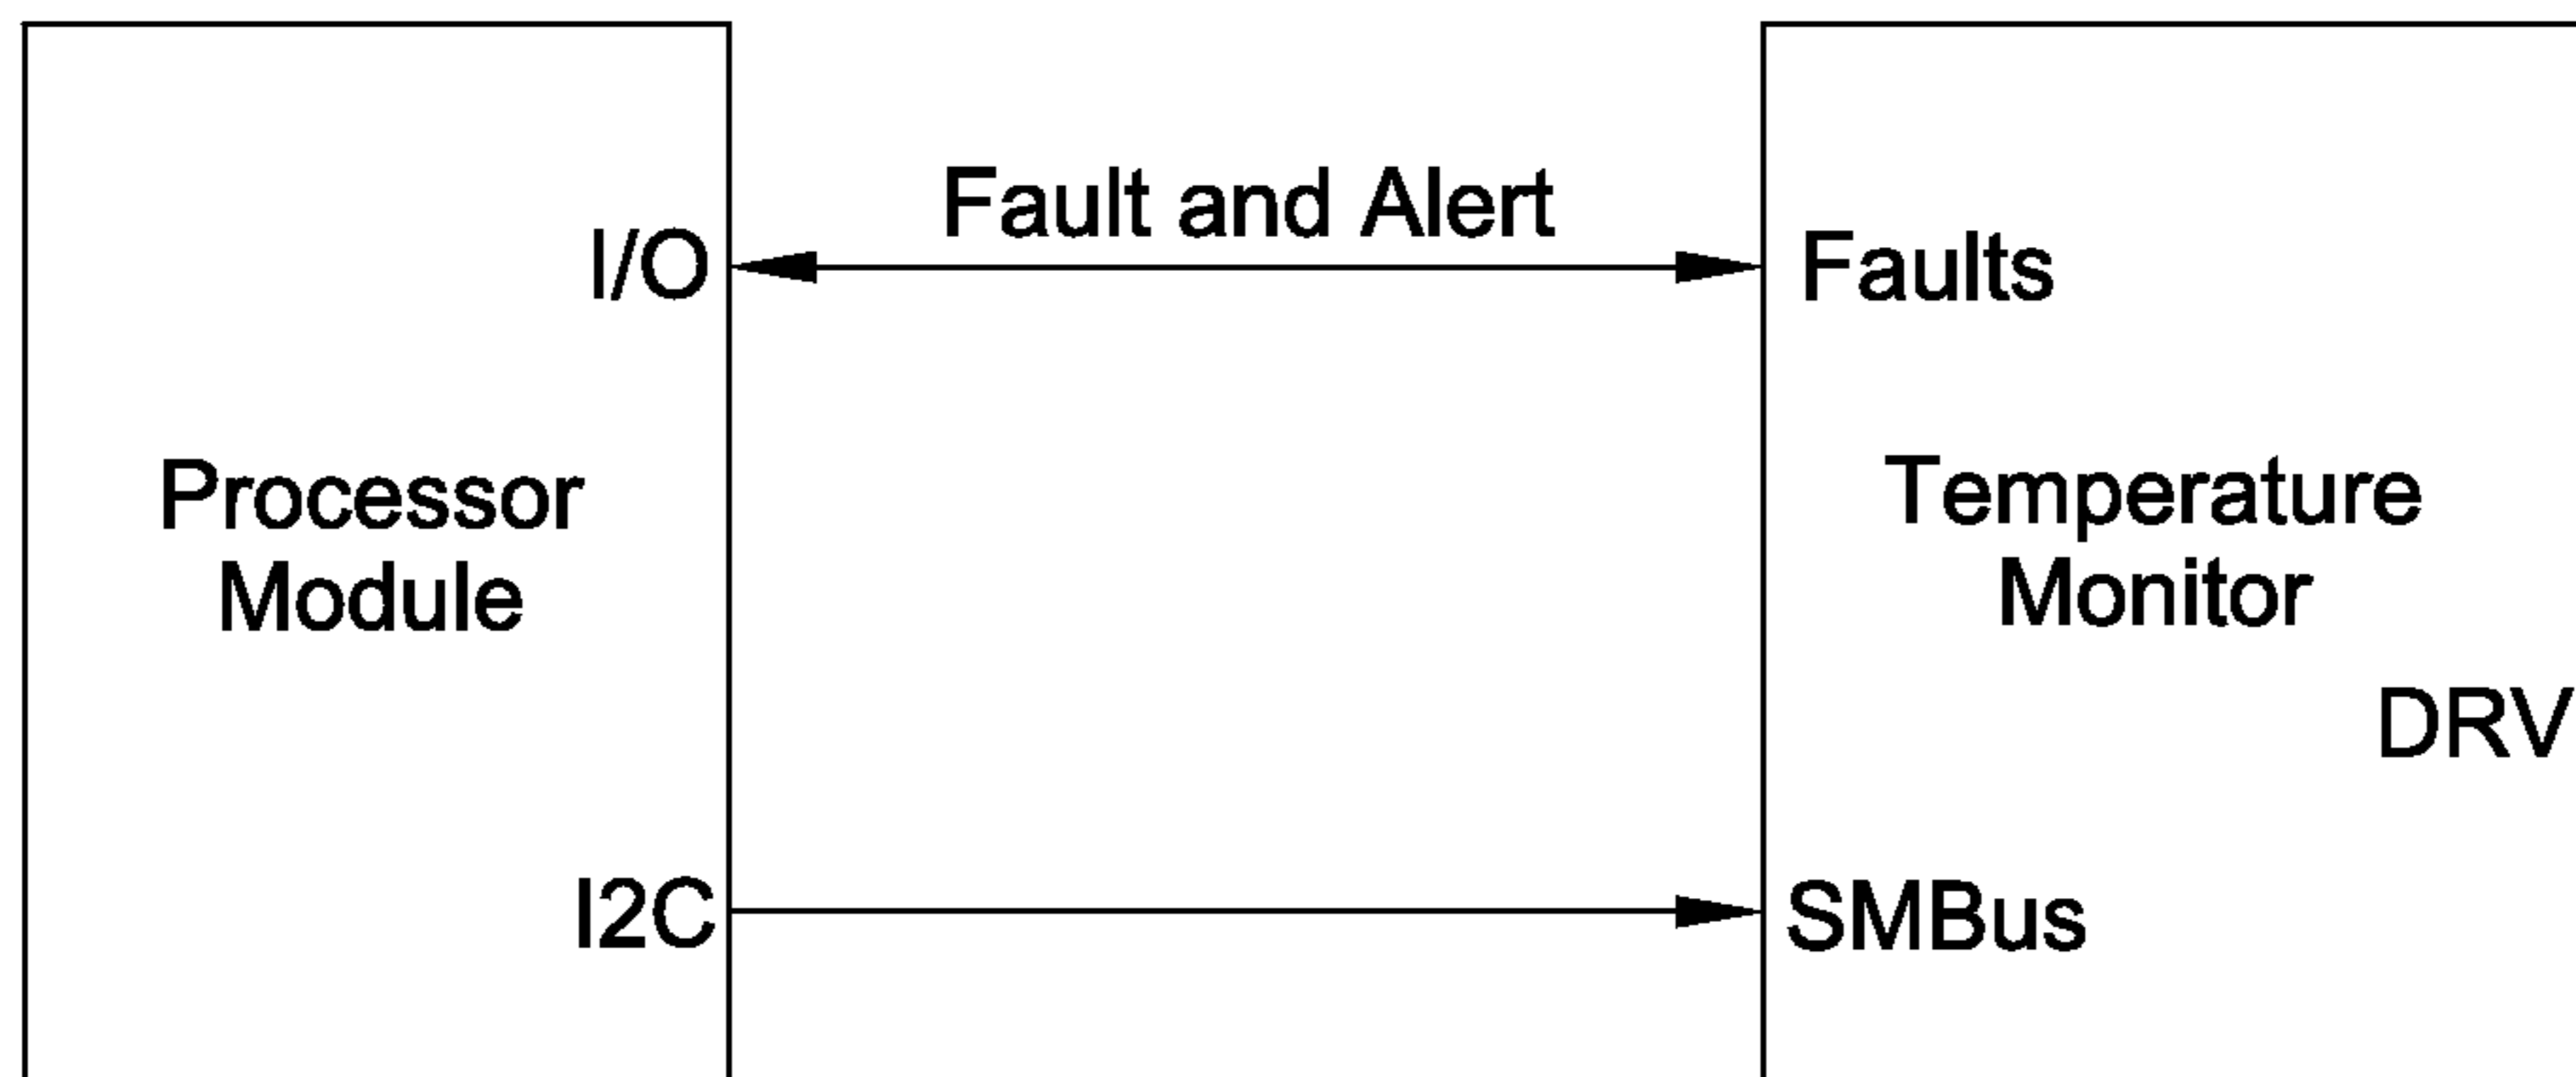 Fault and Alert
I/O
Faults
Processor
Module
Temperature
Monitor
DRV
I2C
SMBus